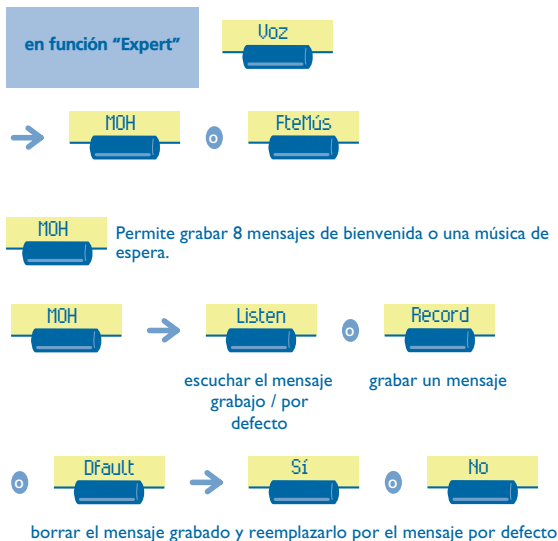 en función “Expert”
Voz
MOH o FteMús
MOH
Permite grabar 8 mensajes de bienvenida o una música de
espera.
MOH Listen o Record
escuchar el mensaje
grabajo / por
defecto
grabar un mensaje
o Dfault Sí o No
borrar el mensaje grabado y reemplazarlo por el mensaje por defecto